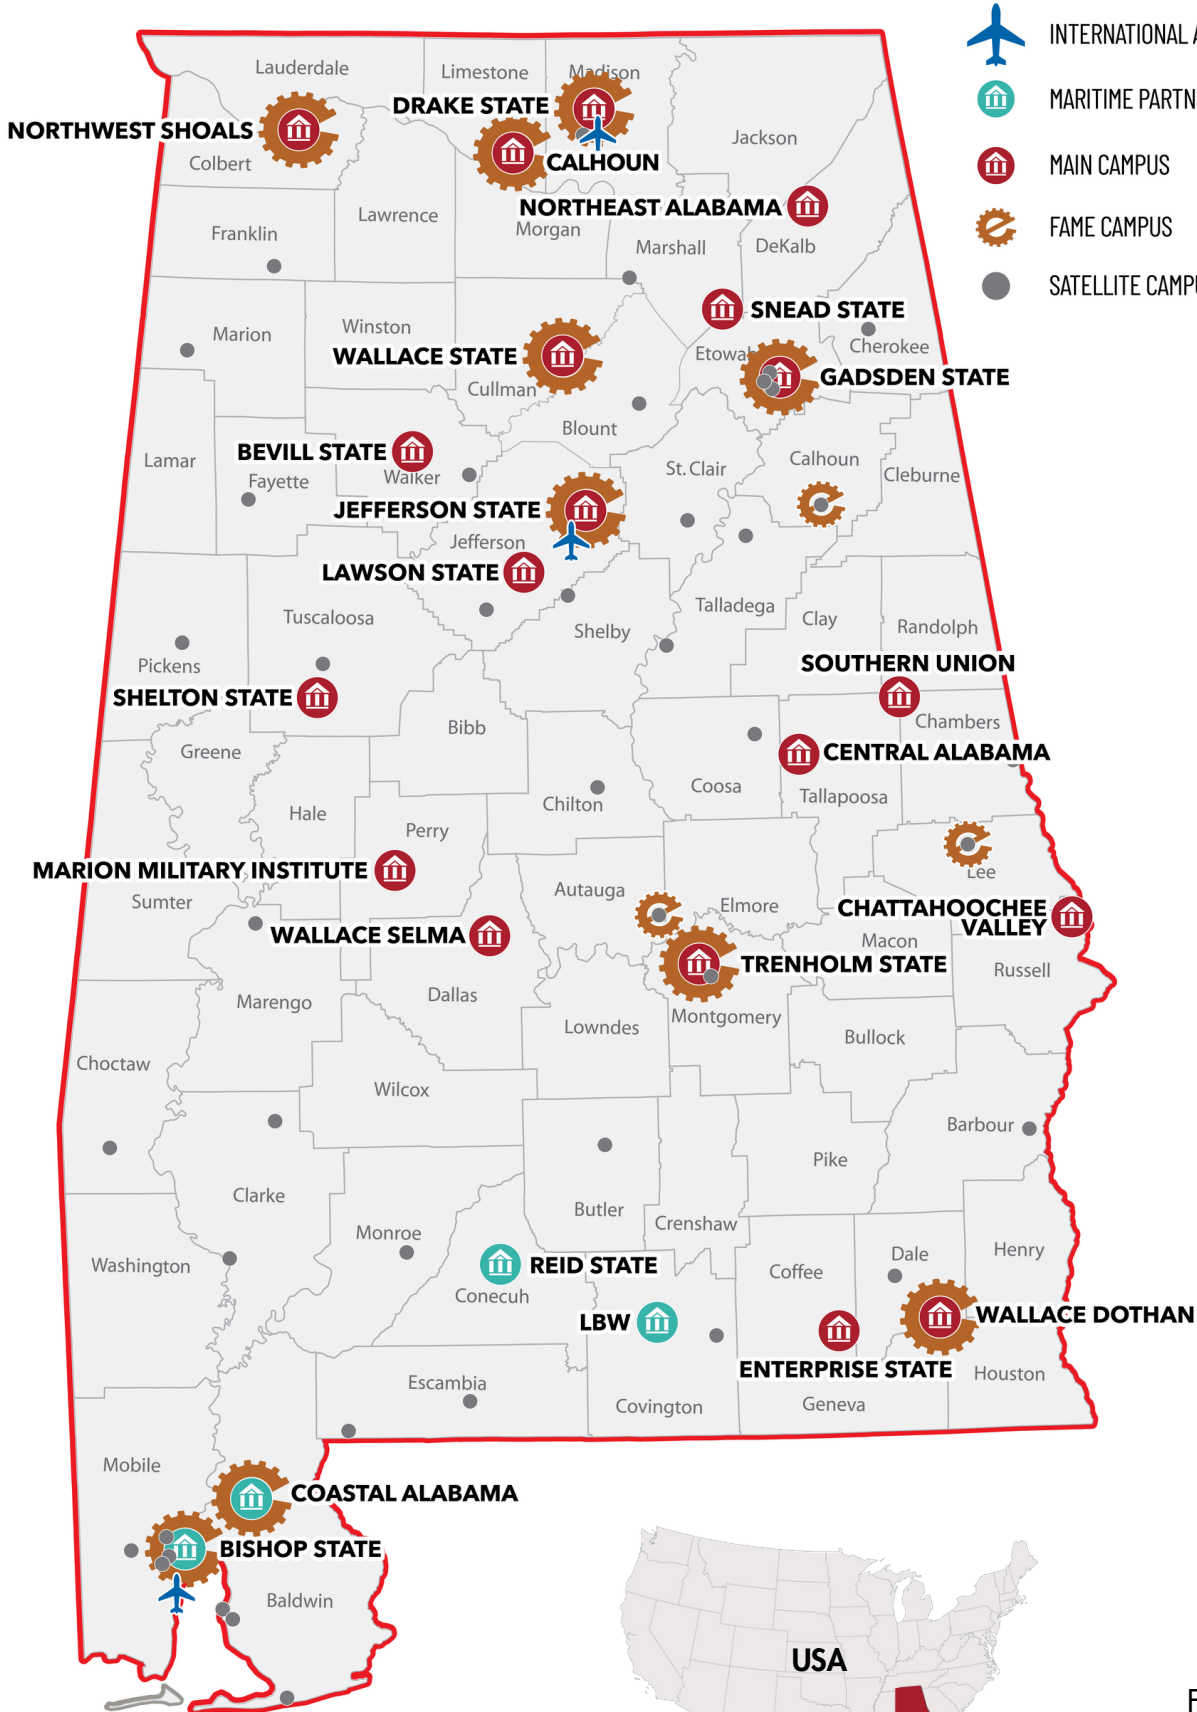 INTERNATIONAL A
MARITIME PARTN
MAIN CAMPUS
FAME CAMPUS
SATELLITE CAMPU
Lauderdale
Limestone
Madison
DRAKE STATE
NORTHWEST SHOALS
Colbert
CALHOUN
Jackson
NORTHEAST ALABAMA
Lawrence
Franklin
Morgan
Marshall
DeKalb
SNEAD STATE
Marion
Winston
WALLACE STATE
Etowah
Cherokee
GADSDEN STATE
Cullman
Blount
BEVILL STATE
Lamar
Fayette
Walker
St. Clair
Calhoun
Cleburne
JEFFERSON STATE
Jefferson
LAWSON STATE
Tuscaloosa
Shelby
Talladega
Clay
Randolph
Pickens
SOUTHERN UNION
SHELTON STATE
Bibb
Chambers
Greene
CENTRAL ALABAMA
Coosa
Tallapoosa
Hale
Chilton
Perry
MARION MILITARY INSTITUTE
Lee
Autauga
Elmore
Sumter
CHATTAHOOCHEE
VALLEY
WALLACE SELMA
Macon
TRENHOLM STATE
Russell
Marengo
Dallas
Montgomery
Lowndes
Bullock
Choctaw
Wilcox
Barbour
Pike
Clarke
Butler
Crenshaw
Monroe
Henry
Dale
Washington
REID STATE
Coffee
Conecuh
LBW
WALLACE DOTHAN
ENTERPRISE STATE
Houston
Escambia
Covington
Geneva
Mobile
COASTAL ALABAMA
BISHOP STATE
Baldwin
USA
F